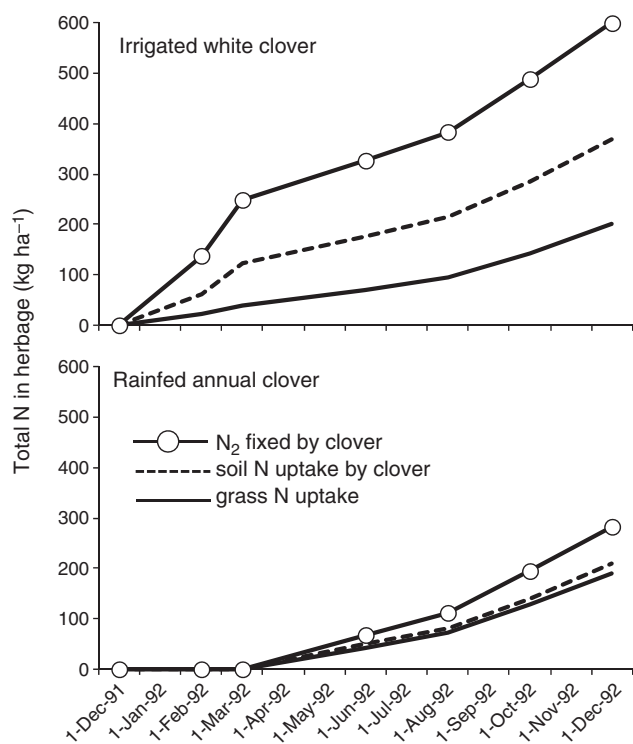 600
Irrigated white clover
500
400
300
200
100
0
Total N in herbage (kg ha⁻¹)
600
Rainfed annual clover
500
N₂ fixed by clover
400
soil N uptake by clover
grass N uptake
300
200
100
0
1-Dec-91
1-Jan-92
1-Feb-92
1-Mar-92
1-Apr-92
1-May-92
1-Jun-92
1-Jul-92
1-Aug-92
1-Sep-92
1-Oct-92
1-Nov-92
1-Dec-92